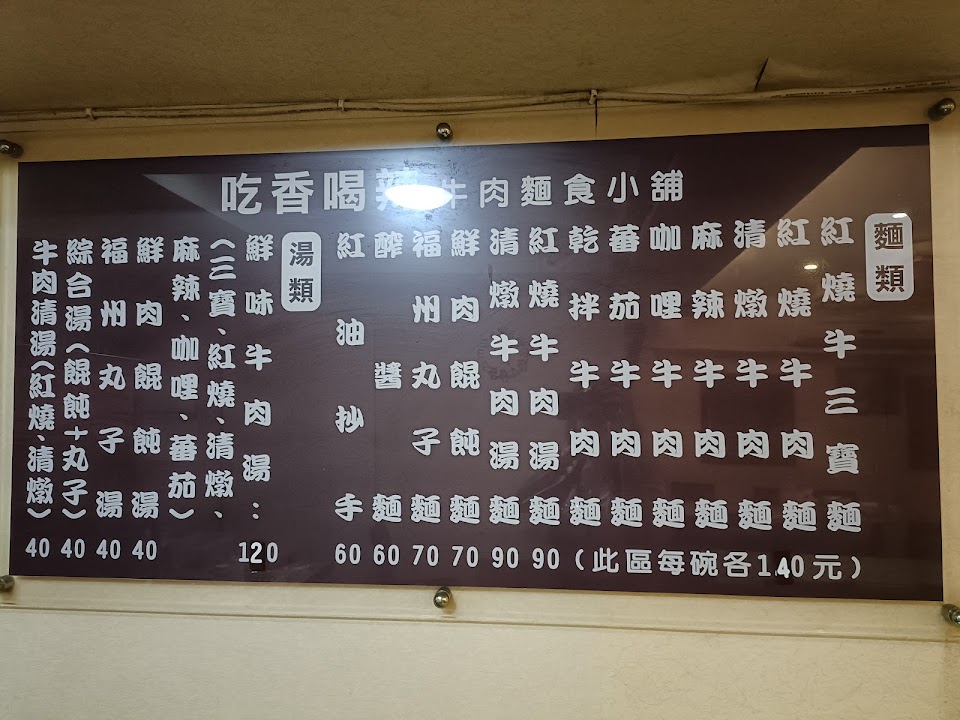 吃香喝辣牛肉麵食小舖
麵類
紅燒牛三寶麵
紅燒牛肉麵
清燉牛肉麵
麻辣牛肉麵
咖哩牛肉麵
蕃茄牛肉麵
乾拌牛肉麵
(此區每碗各140元)
紅燒牛肉湯麵 90
清燉牛肉湯麵 90
鮮肉餛飩麵 70
福州丸子麵 70
醡醬麵 60
紅油抄手 60
湯類
鮮味牛肉湯: 120
(三寶、紅燒、清燉、
麻辣、咖哩、蕃茄)
鮮肉餛飩湯 40
福州丸子湯 40
綜合湯(餛飩+丸子) 40
牛肉清湯(紅燒、清燉) 40